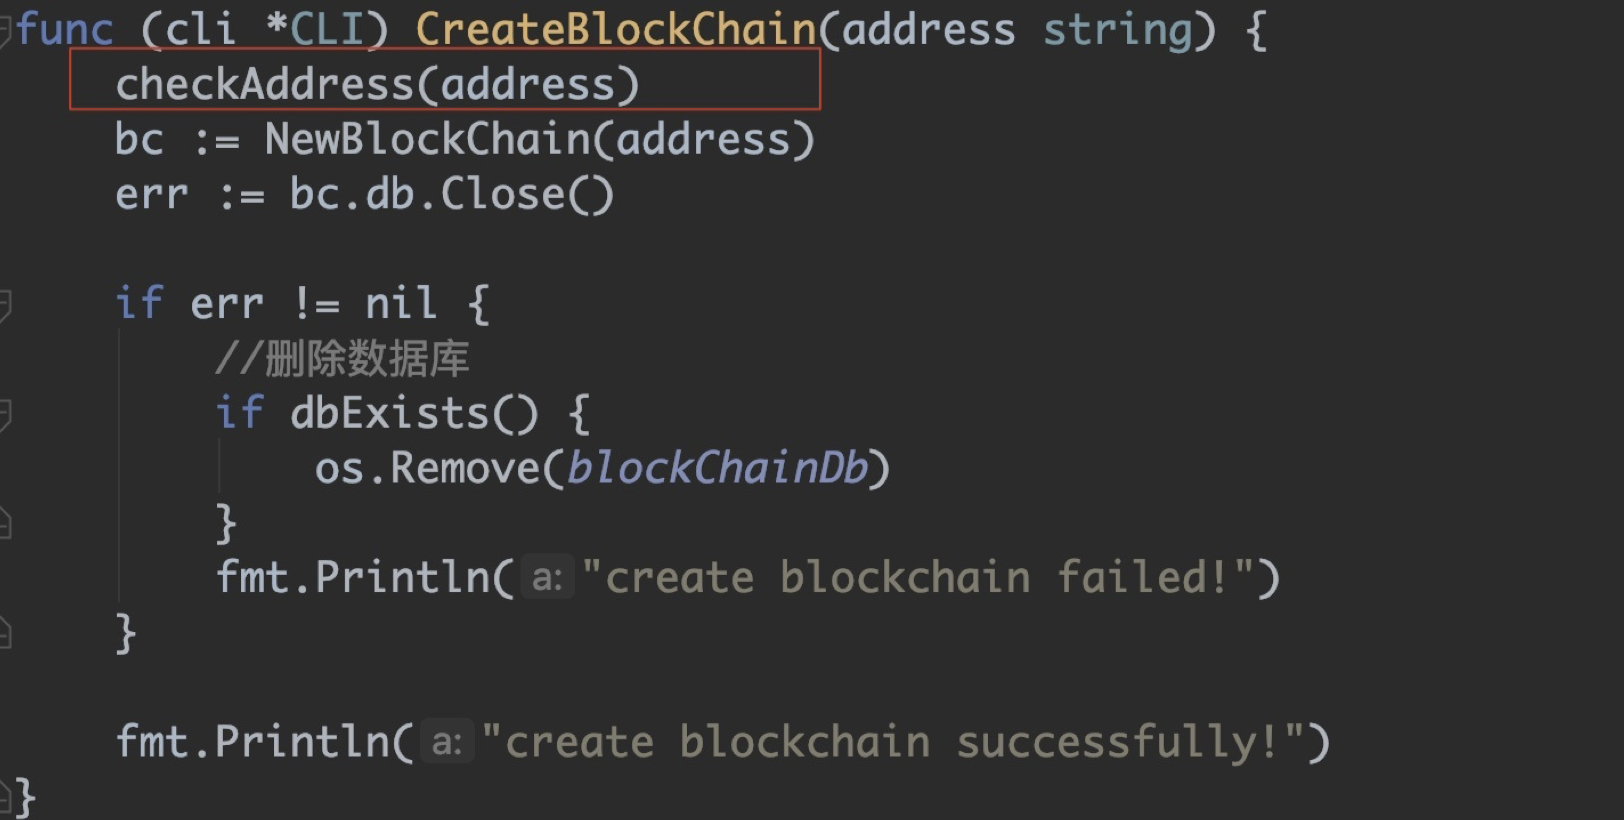 func (cli *CLI) CreateBlockChain(address string) {
checkAddress(address)
bc := NewBlockChain(address)
err := bc.db.Close()
if err != nil {
//删除数据库
if dbExists() {
os.Remove(blockChainDb)
}
fmt.Println( a: "create blockchain failed!")
}
fmt.Println( a: "create blockchain successfully!")
}